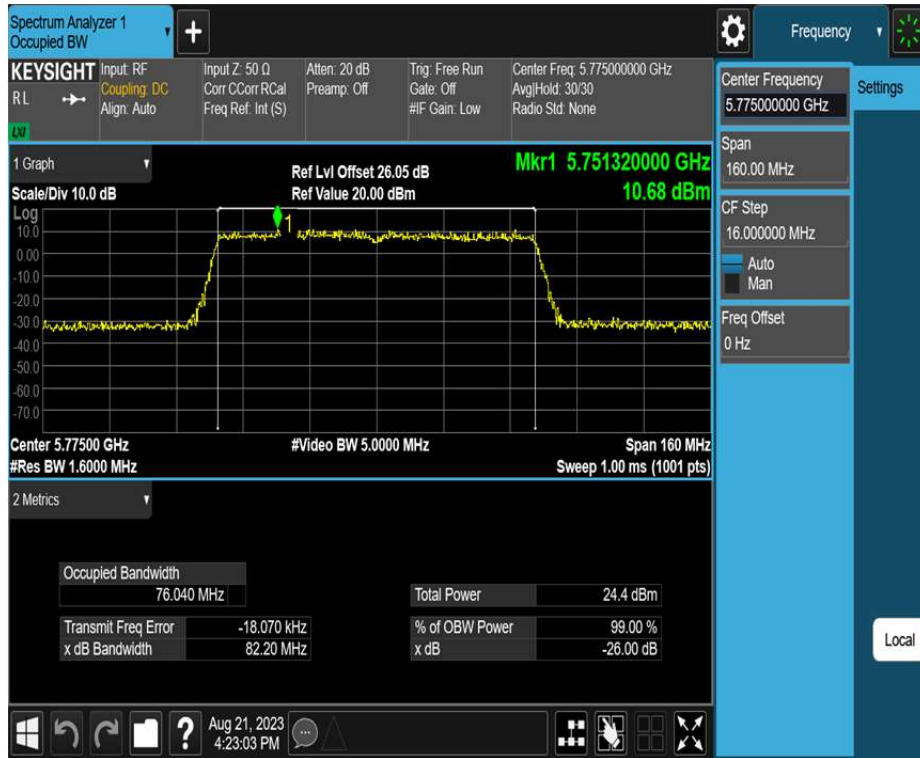 Spectrum Analyzer 1
Occupied BW
+
Frequency
KEYSIGHT
R L
LXI
Input: RF
Coupling: DC
Align: Auto
Input Z: 50 Ω
Corr CCorr RCal
Freq Ref: Int (S)
Atten: 20 dB
Preamp: Off
Trig: Free Run
Gate: Off
#IF Gain: Low
Center Freq: 5.775000000 GHz
Avg|Hold: 30/30
Radio Std: None
Center Frequency
5.775000000 GHz
Settings
Span
160.00 MHz
CF Step
16.000000 MHz
Auto
Man
Freq Offset
0 Hz
Local
1 Graph
Scale/Div 10.0 dB
Ref Lvl Offset 26.05 dB
Ref Value 20.00 dBm
Mkr1 5.751320000 GHz
10.68 dBm
Log
1
10.0
0.00
-10.0
-20.0
-30.0
-40.0
-50.0
-60.0
-70.0
Center 5.77500 GHz
#Video BW 5.0000 MHz
Span 160 MHz
#Res BW 1.6000 MHz
Sweep 1.00 ms (1001 pts)
2 Metrics
Occupied Bandwidth
76.040 MHz
Total Power 24.4 dBm
Transmit Freq Error -18.070 kHz
% of OBW Power 99.00 %
x dB Bandwidth 82.20 MHz
x dB -26.00 dB
?
Aug 21, 2023
4:23:03 PM